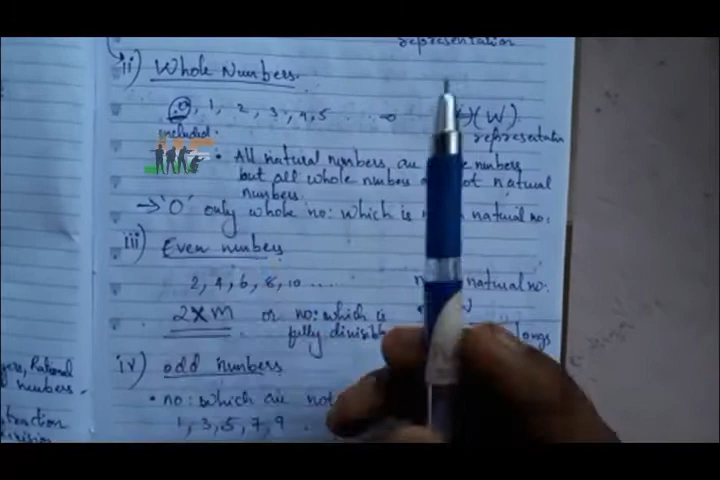 representation
ii) Whole Numbers.
0, 1, 2, 3, 4, 5 (W)
included. representatn
• All natural numbers are numbers
but all whole numbers not natural
numbers.
→ '0' only whole no: which is natural no:
iii) Even numbers
2, 4, 6, 8, 10 ..... natural no.
2×m or no: which is
fully divisible longs
iv) odd numbers
• no: which are not
1, 3, 5, 7, 9 .
Rational
numbers.